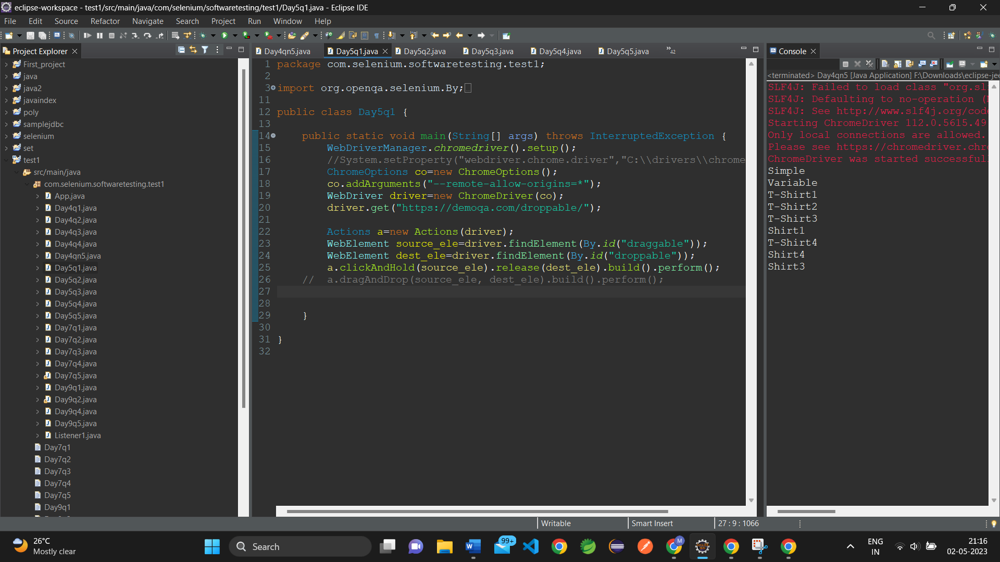 eclipse-workspace - test1/src/main/java/com/selenium/softwaretesting/test1/Day5q1.java - Eclipse IDE
File Edit Source Refactor Navigate Search Project Run Window Help
Project Explorer
First_project
java
java2
javaindex
poly
samplejdbc
selenium
set
test1
src/main/java
com.selenium.softwaretesting.test1
App.java
Day4q1.java
Day4q2.java
Day4q3.java
Day4q4.java
Day4qn5.java
Day5q1.java
Day5q2.java
Day5q3.java
Day5q4.java
Day5q5.java
Day7q1.java
Day7q2.java
Day7q3.java
Day7q4.java
Day7q5.java
Day9q1.java
Day9q2.java
Day9q4.java
Day9q5.java
Listener1.java
Day7q1
Day7q2
Day7q3
Day7q4
Day7q5
Day9q1
Day4qn5.java Day5q1.java Day5q2.java Day5q3.java Day5q4.java Day5q5.java »42
1 package com.selenium.softwaretesting.test1;
2
3 import org.openqa.selenium.By;
11
12 public class Day5q1 {
13
14 public static void main(String[] args) throws InterruptedException {
15 WebDriverManager.chromedriver().setup();
16 //System.setProperty("webdriver.chrome.driver","C:\\drivers\\chrome
17 ChromeOptions co=new ChromeOptions();
18 co.addArguments("--remote-allow-origins=*");
19 WebDriver driver=new ChromeDriver(co);
20 driver.get("https://demoqa.com/droppable/");
21
22 Actions a=new Actions(driver);
23 WebElement source_ele=driver.findElement(By.id("draggable"));
24 WebElement dest_ele=driver.findElement(By.id("droppable"));
25 a.clickAndHold(source_ele).release(dest_ele).build().perform();
26 // a.dragAndDrop(source_ele, dest_ele).build().perform();
27
28
29 }
30
31 }
32
Console
<terminated> Day4qn5 [Java Application] F:\Downloads\eclipse-jee
SLF4J: Failed to load class "org.sl
SLF4J: Defaulting to no-operation (
SLF4J: See http://www.slf4j.org/code
Starting ChromeDriver 112.0.5615.49
Only local connections are allowed.
Please see https://chromedriver.chr
ChromeDriver was started successful
Simple
Variable
T-Shirt1
T-Shirt2
T-Shirt3
Shirt1
T-Shirt4
Shirt4
Shirt3
Writable Smart Insert 27 : 9 : 1066
26°C
Mostly clear
Search
99+
M
ENG
IN
21:16
02-05-2023